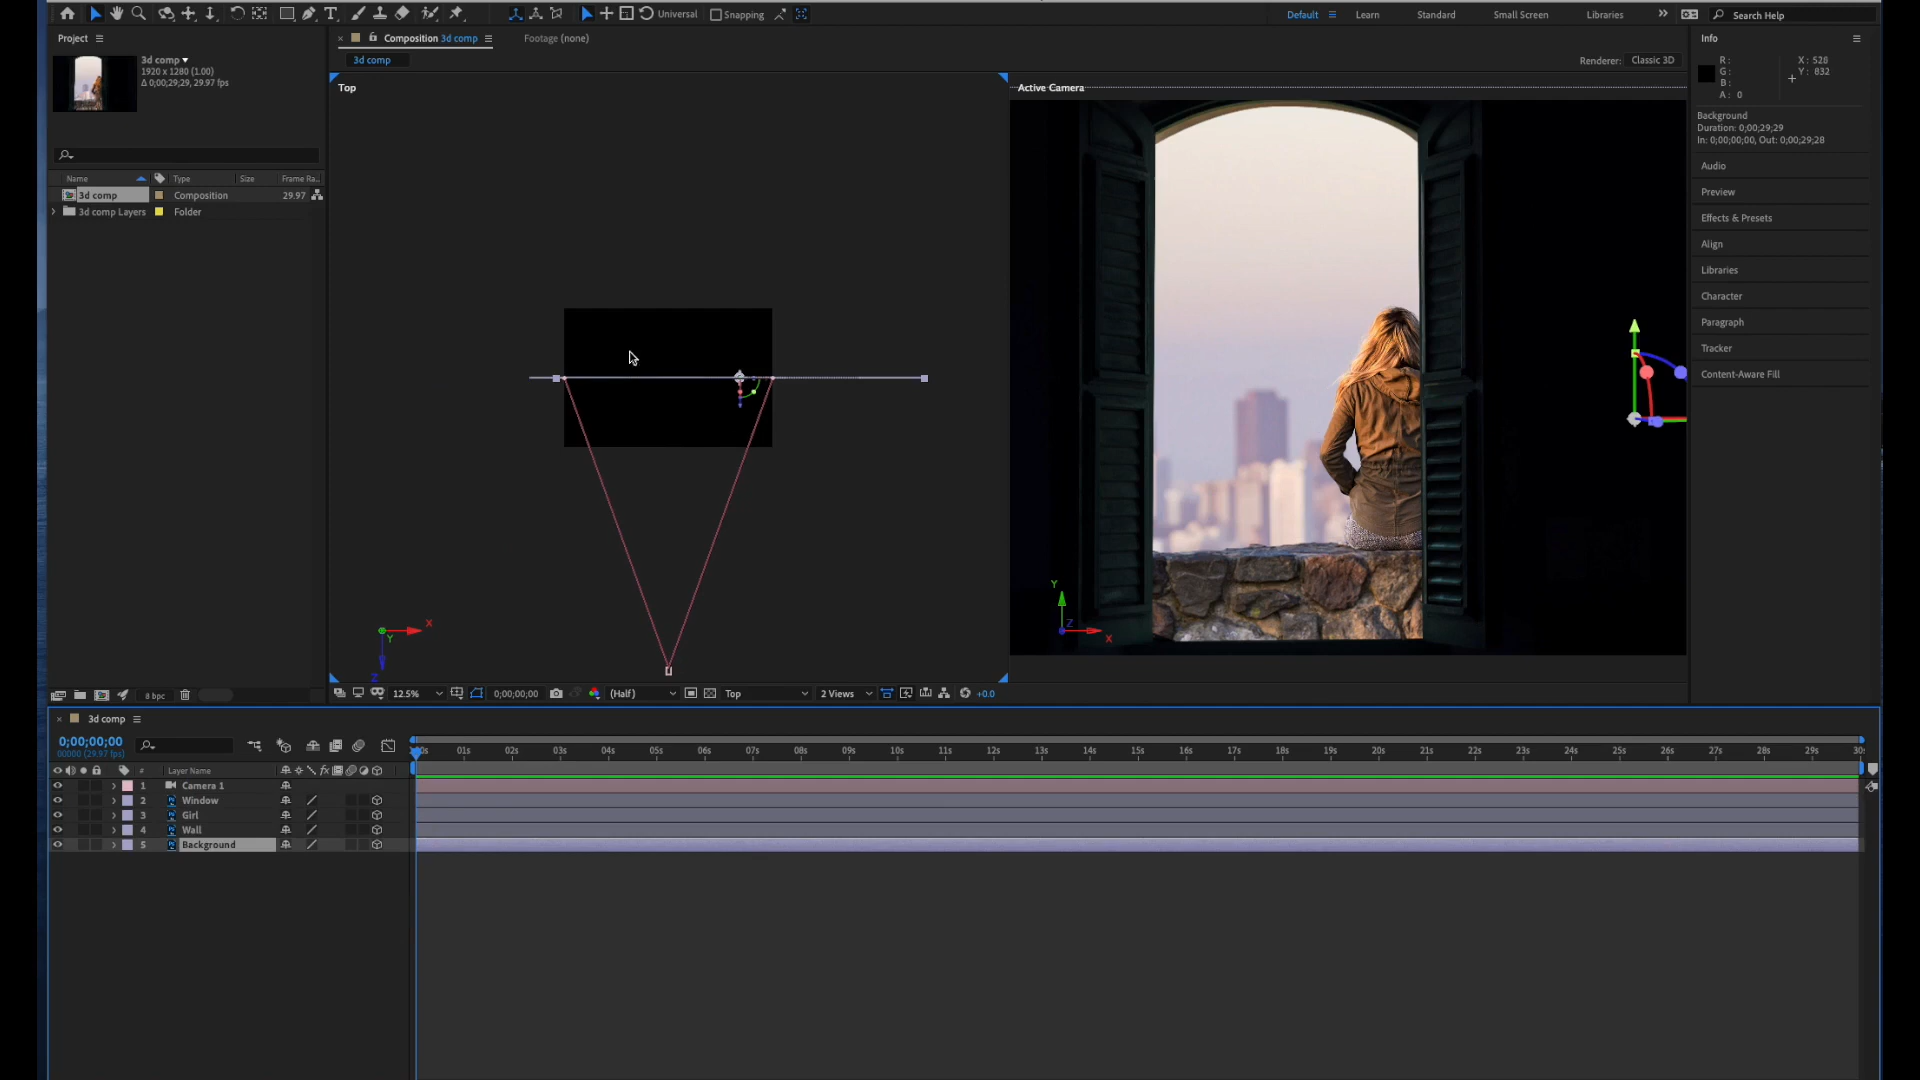 Universal Snapping Default Learn Standard Small Screen Libraries Search Help
Project
3d comp
1920 x 1280 (1.00)
Δ 0;00;29;29, 29.97 fps
Name Type Size Frame Ra..
3d comp Composition 29.97
3d comp Layers Folder
8 bpc
Composition 3d comp Footage (none)
3d comp Renderer: Classic 3D
Top Active Camera
X Y Z
Y Z X
12.5% 0;00;00;00 (Half) Top 2 Views +0.0
Info
R: X: 528
G: Y: 832
B:
A: 0
Background
Duration: 0;00;29;29
In: 0;00;00;00, Out: 0;00;29;28
Audio
Preview
Effects & Presets
Align
Libraries
Character
Paragraph
Tracker
Content-Aware Fill
3d comp
0;00;00;00
00000 (29.97 fps)
01s 02s 03s 04s 05s 06s 07s 08s 09s 10s 11s 12s 13s 14s 15s 16s 17s 18s 19s 20s 21s 22s 23s 24s 25s 26s 27s 28s 29s
# Layer Name
1 Camera 1
2 Window
3 Girl
4 Wall
5 Background